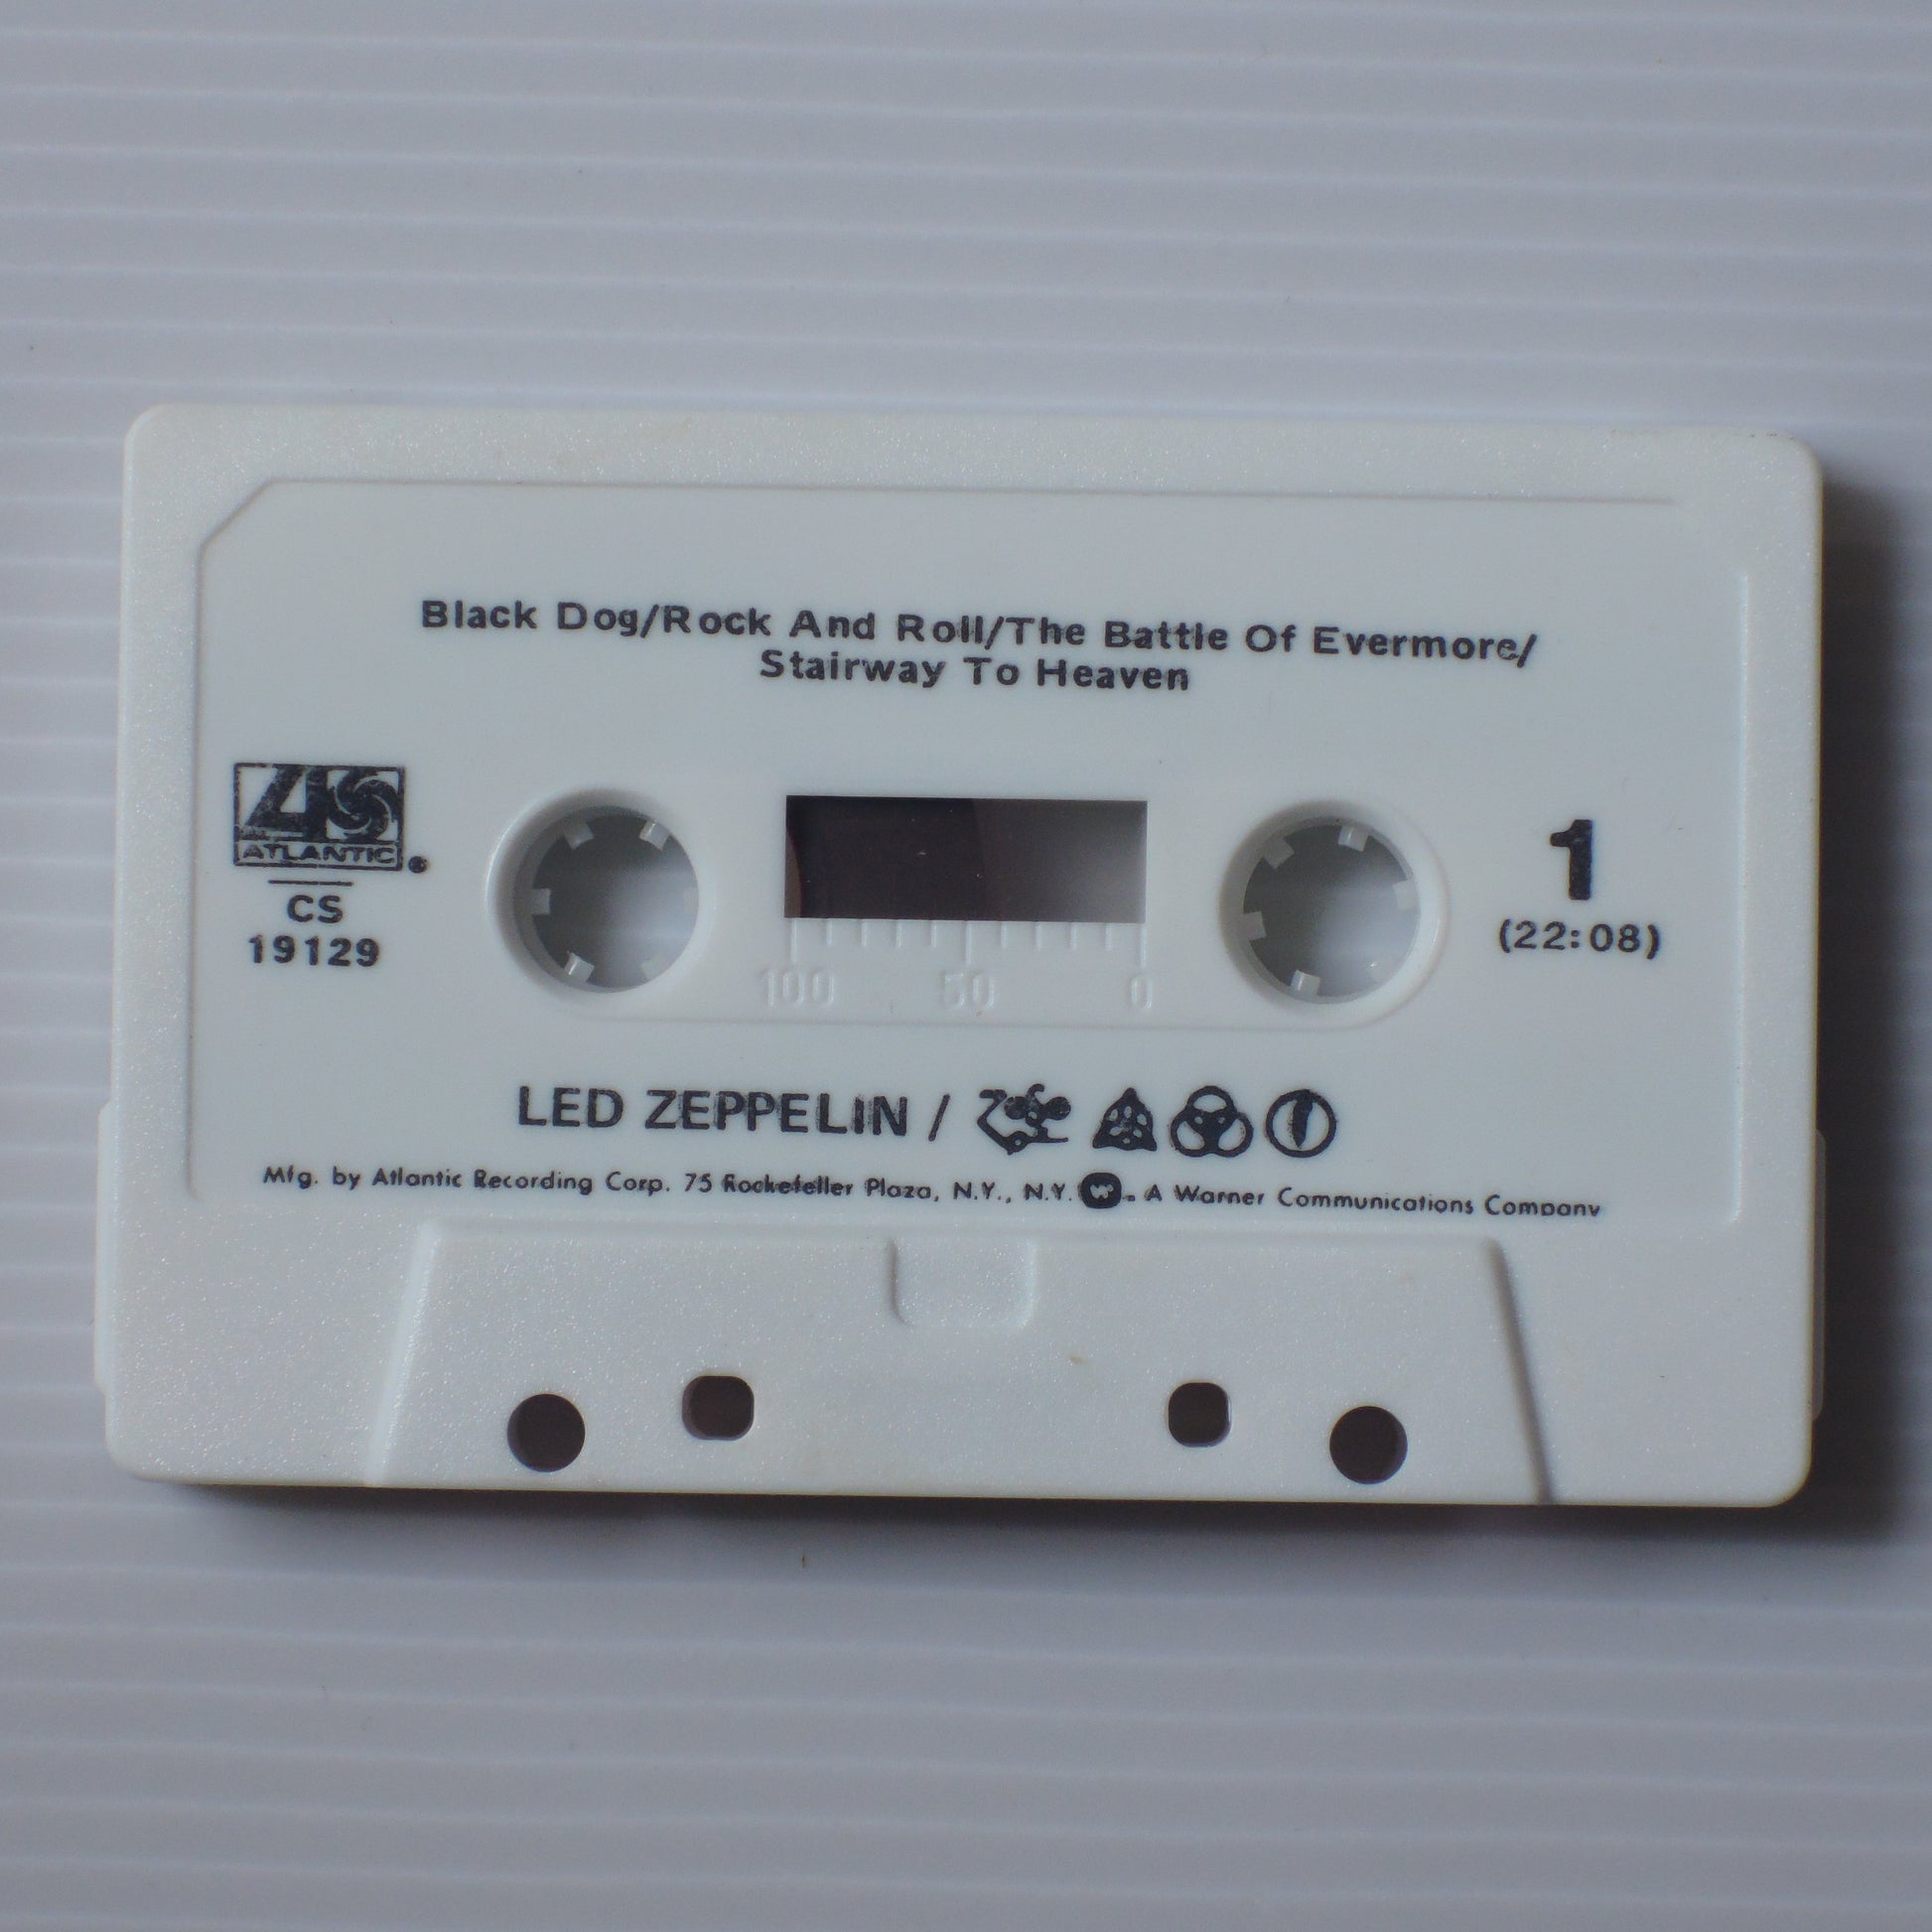 Black Dog/Rock And Roll/The Battle Of Evermore/
Stairway To Heaven
ATLANTIC
CS
19129
1
(22:08)
100 50 0
LED ZEPPELIN /
Mfg. by Atlantic Recording Corp. 75 Rockefeller Plaza, N.Y., N.Y. W. A Warner Communications Company